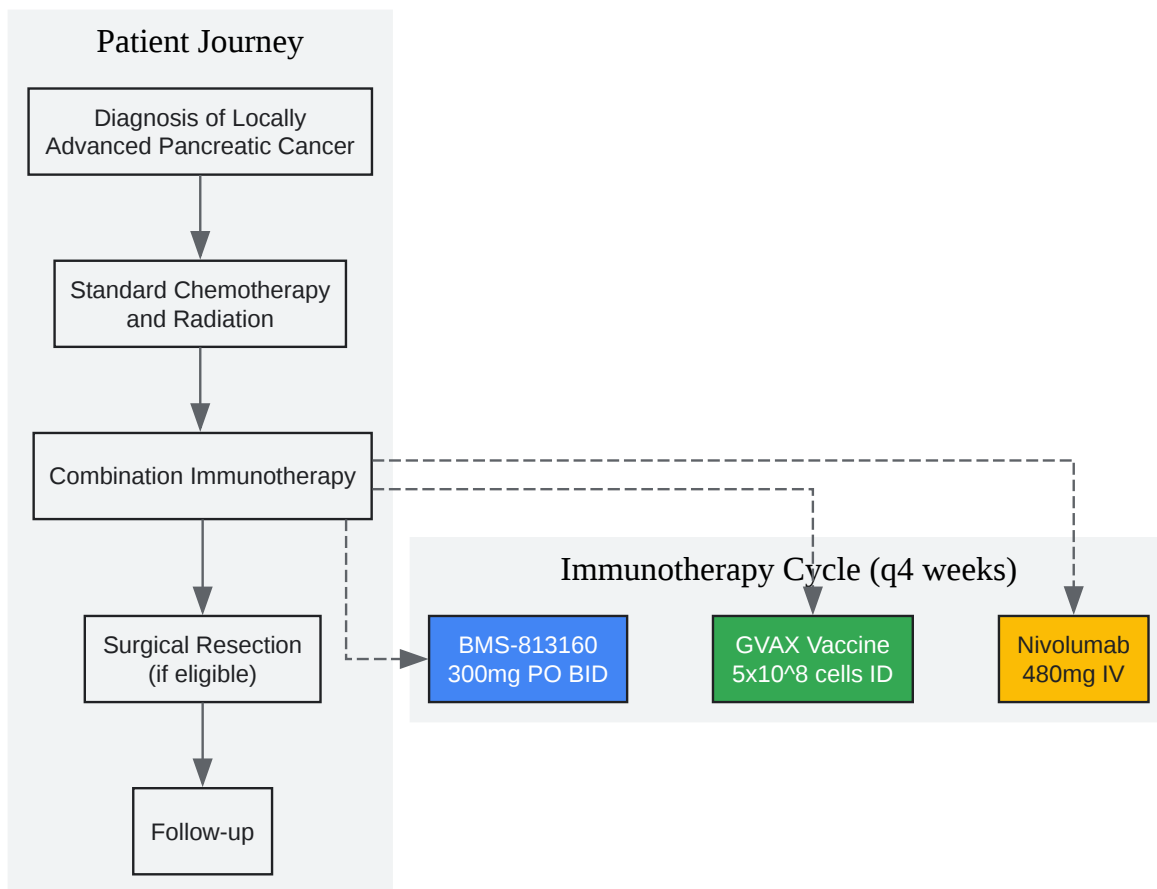 Patient Journey
Diagnosis of Locally
Advanced Pancreatic Cancer
Standard Chemotherapy
and Radiation
Combination Immunotherapy
Surgical Resection
(if eligible)
Follow-up
Immunotherapy Cycle (q4 weeks)
BMS-813160
300mg PO BID
GVAX Vaccine
5x10^8 cells ID
Nivolumab
480mg IV